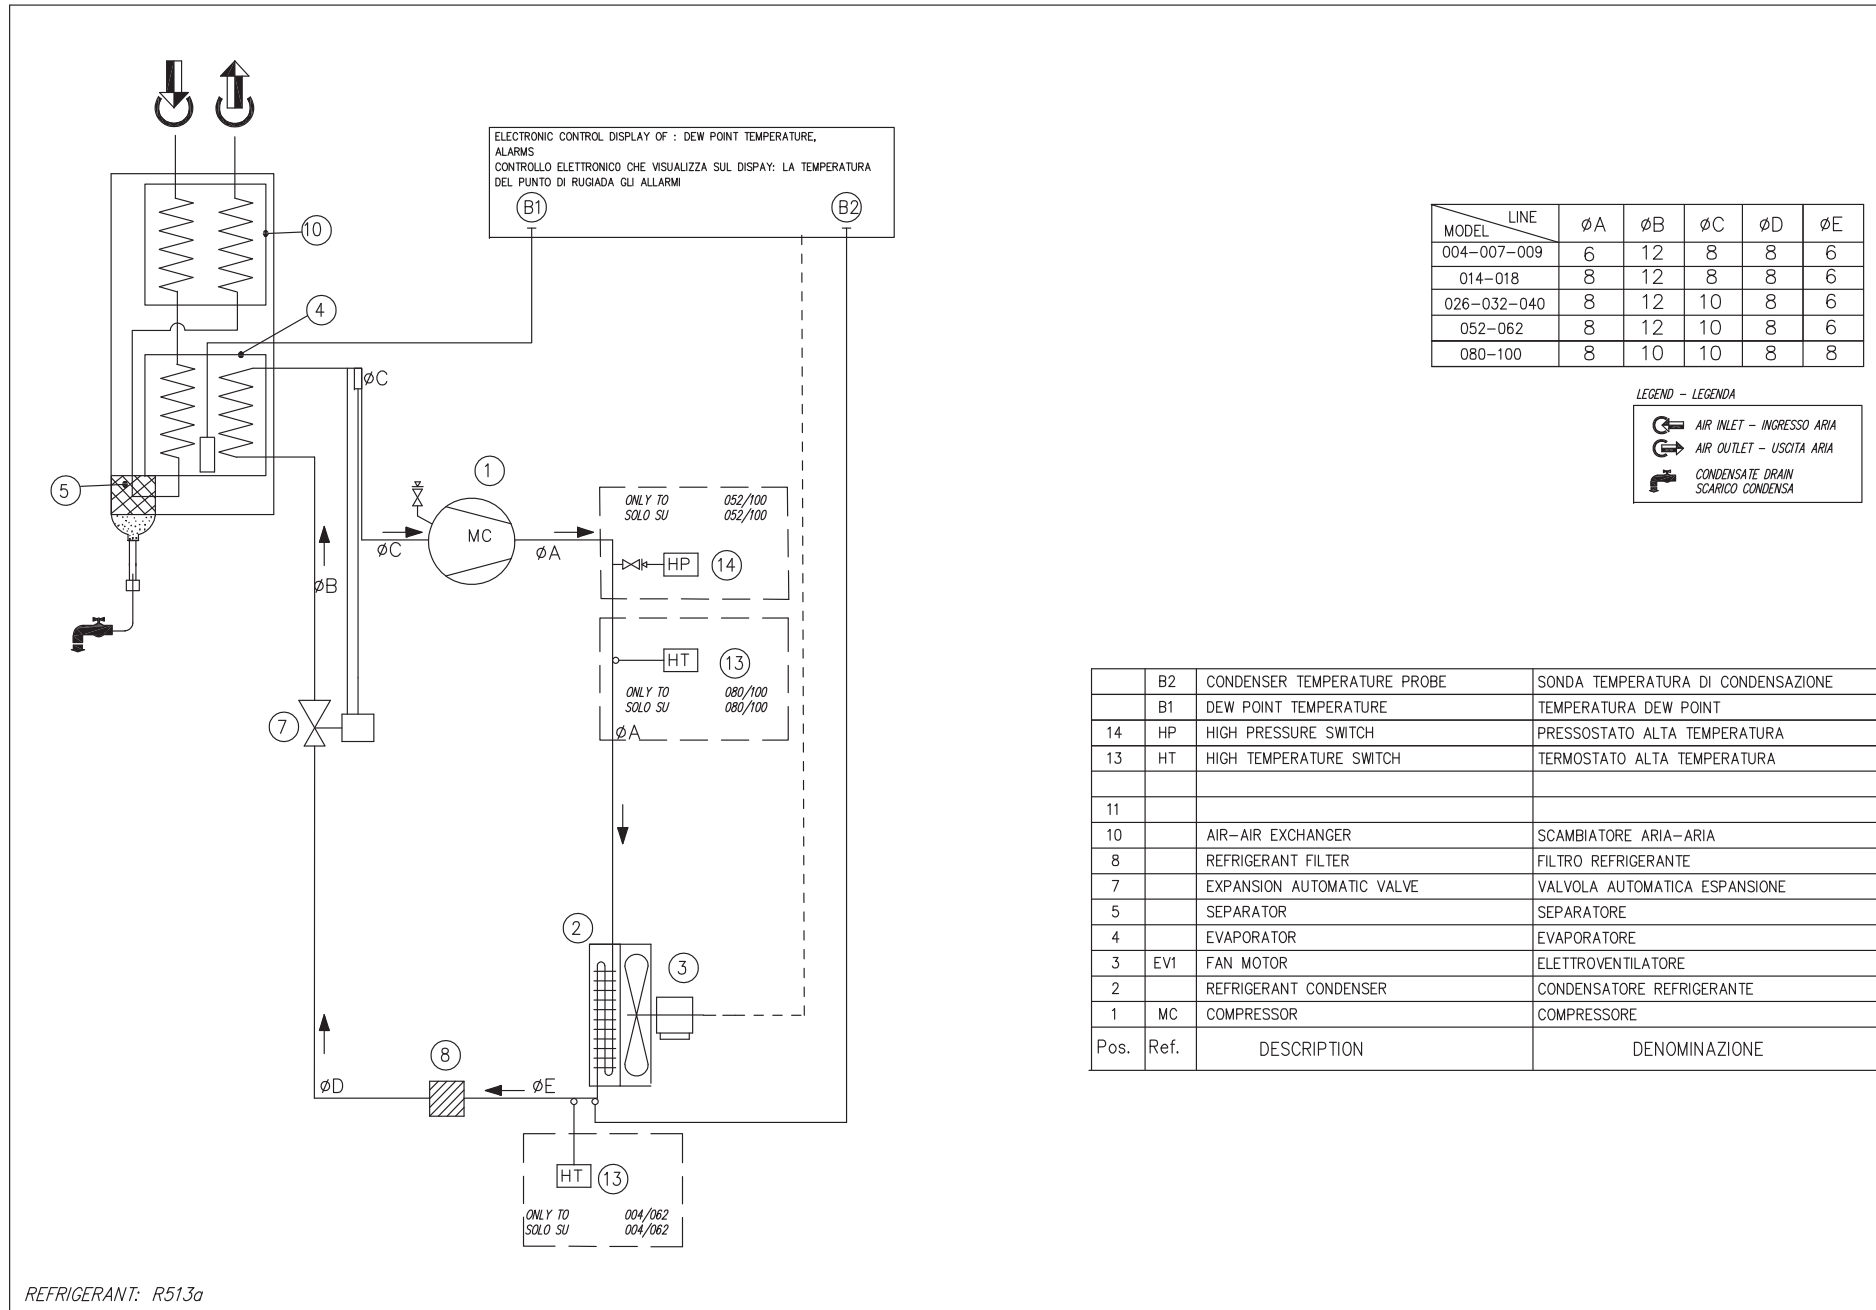 ELECTRONIC CONTROL DISPLAY OF : DEW POINT TEMPERATURE,
ALARMS
CONTROLLO ELETTRONICO CHE VISUALIZZA SUL DISPAY: LA TEMPERATURA
DEL PUNTO DI RUGIADA GLI ALLARMI
B1 B2
10
4
5
øC
1
MC
øC
øA
øB
ONLY TO 052/100
SOLO SU 052/100
HP 14
HT 13
ONLY TO 080/100
SOLO SU 080/100
øA
7
2
3
8
øD
øE
HT 13
ONLY TO 004/062
SOLO SU 004/062
REFRIGERANT: R513a
LINE
MODEL øA øB øC øD øE
004-007-009 6 12 8 8 6
014-018 8 12 8 8 6
026-032-040 8 12 10 8 6
052-062 8 12 10 8 6
080-100 8 10 10 8 8
LEGEND - LEGENDA
AIR INLET - INGRESSO ARIA
AIR OUTLET - USCITA ARIA
CONDENSATE DRAIN
SCARICO CONDENSA
B2 CONDENSER TEMPERATURE PROBE SONDA TEMPERATURA DI CONDENSAZIONE
B1 DEW POINT TEMPERATURE TEMPERATURA DEW POINT
14 HP HIGH PRESSURE SWITCH PRESSOSTATO ALTA TEMPERATURA
13 HT HIGH TEMPERATURE SWITCH TERMOSTATO ALTA TEMPERATURA
11
10 AIR-AIR EXCHANGER SCAMBIATORE ARIA-ARIA
8 REFRIGERANT FILTER FILTRO REFRIGERANTE
7 EXPANSION AUTOMATIC VALVE VALVOLA AUTOMATICA ESPANSIONE
5 SEPARATOR SEPARATORE
4 EVAPORATOR EVAPORATORE
3 EV1 FAN MOTOR ELETTROVENTILATORE
2 REFRIGERANT CONDENSER CONDENSATORE REFRIGERANTE
1 MC COMPRESSOR COMPRESSORE
Pos. Ref. DESCRIPTION DENOMINAZIONE